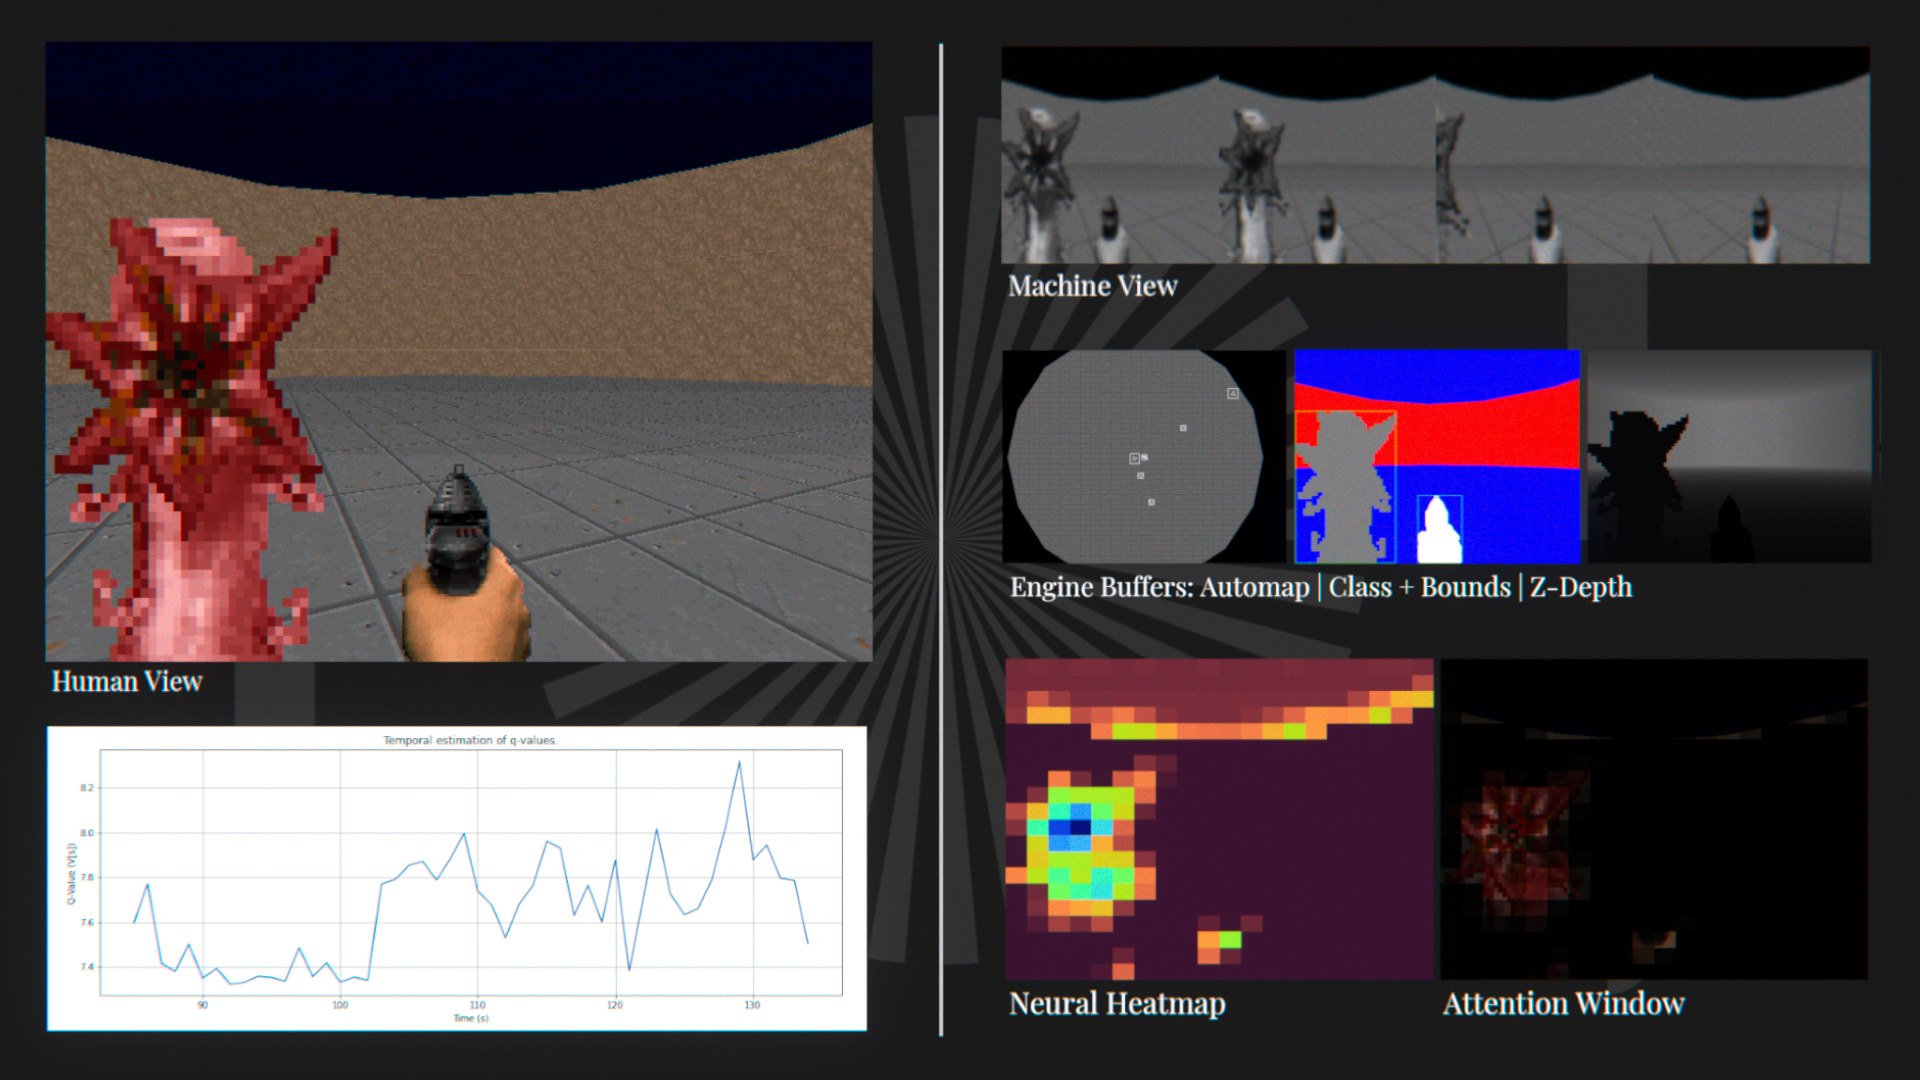 Human View
Temporal estimation of q-values.
Q-Value (V[s])
8.2
8.0
7.8
7.6
7.4
90 100 110 120 130
Time (s)
Machine View
Engine Buffers: Automap | Class + Bounds | Z-Depth
Neural Heatmap
Attention Window